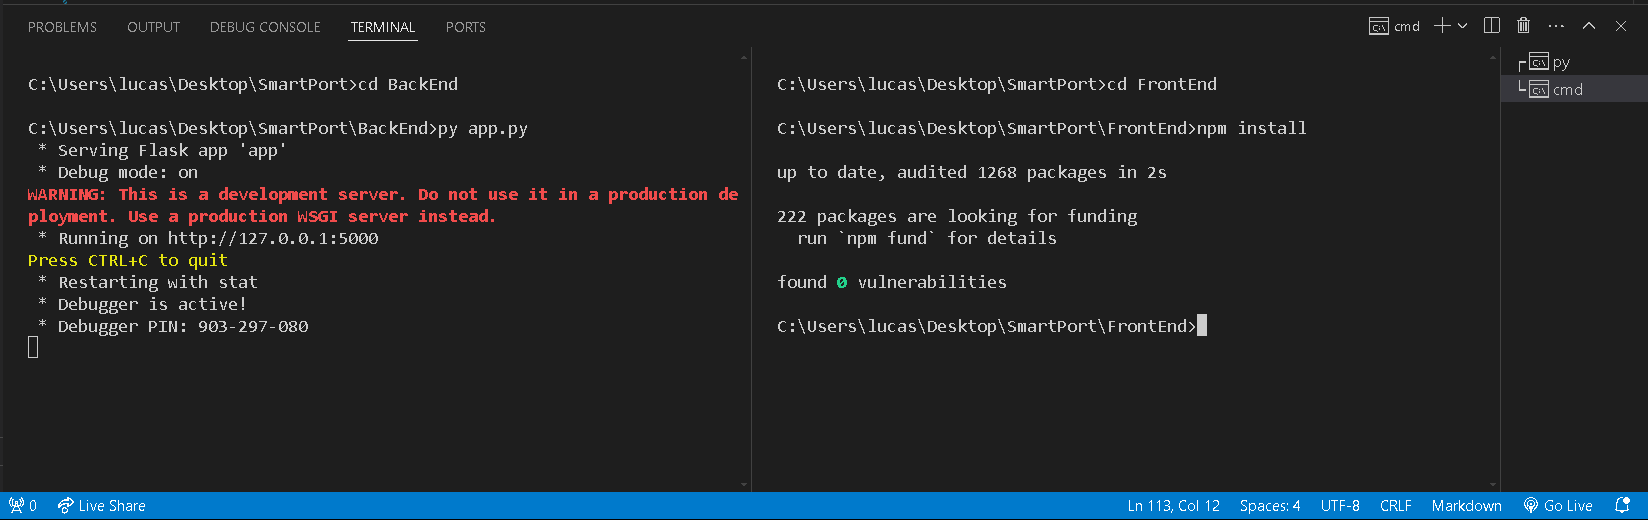 PROBLEMS OUTPUT DEBUG CONSOLE TERMINAL PORTS cmd
C:\Users\lucas\Desktop\SmartPort>cd BackEnd
C:\Users\lucas\Desktop\SmartPort\BackEnd>py app.py
* Serving Flask app 'app'
* Debug mode: on
WARNING: This is a development server. Do not use it in a production de
ployment. Use a production WSGI server instead.
* Running on http://127.0.0.1:5000
Press CTRL+C to quit
* Restarting with stat
* Debugger is active!
* Debugger PIN: 903-297-080
C:\Users\lucas\Desktop\SmartPort>cd FrontEnd
C:\Users\lucas\Desktop\SmartPort\FrontEnd>npm install
up to date, audited 1268 packages in 2s
222 packages are looking for funding
run `npm fund` for details
found 0 vulnerabilities
C:\Users\lucas\Desktop\SmartPort\FrontEnd>
py
cmd
0 Live Share Ln 113, Col 12 Spaces: 4 UTF-8 CRLF Markdown Go Live